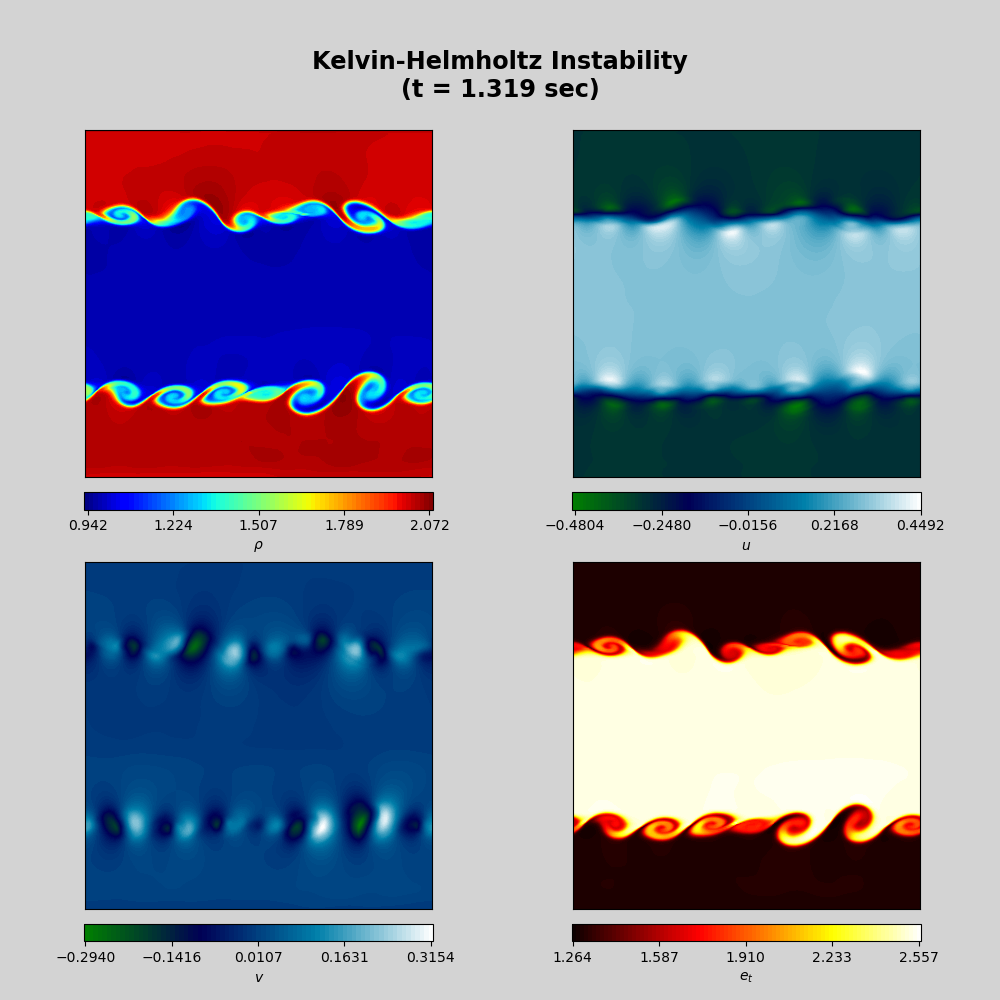 Kelvin-Helmholtz Instability
(t = 1.319 sec)
0.942 1.224 1.507 1.789 2.072
ρ
−0.4804 −0.2480 −0.0156 0.2168 0.4492
u
−0.2940 −0.1416 0.0107 0.1631 0.3154
v
1.264 1.587 1.910 2.233 2.557
e_t